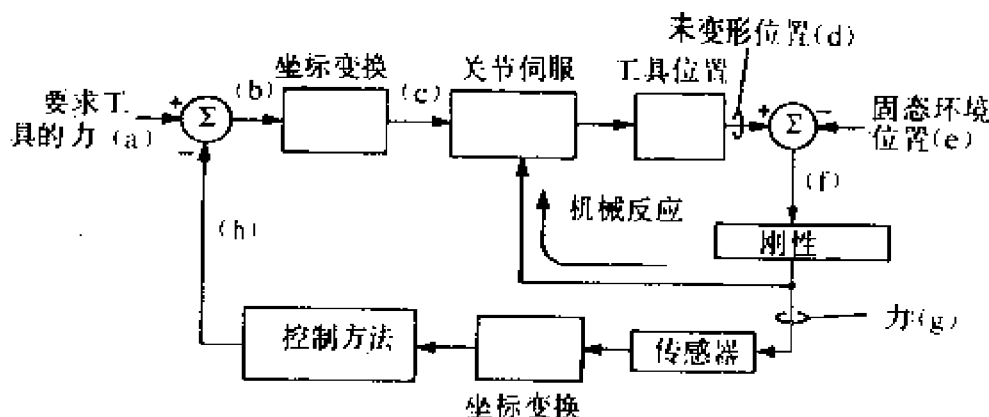 未变形位置(d)
坐标变换
关节伺服
工具位置
要求工
具的力(a)
+
Σ
−
(b)
(c)
+
Σ
−
固态环境
位置(e)
(f)
(h)
机械反应
刚性
力(g)
控制方法
传感器
坐标变换